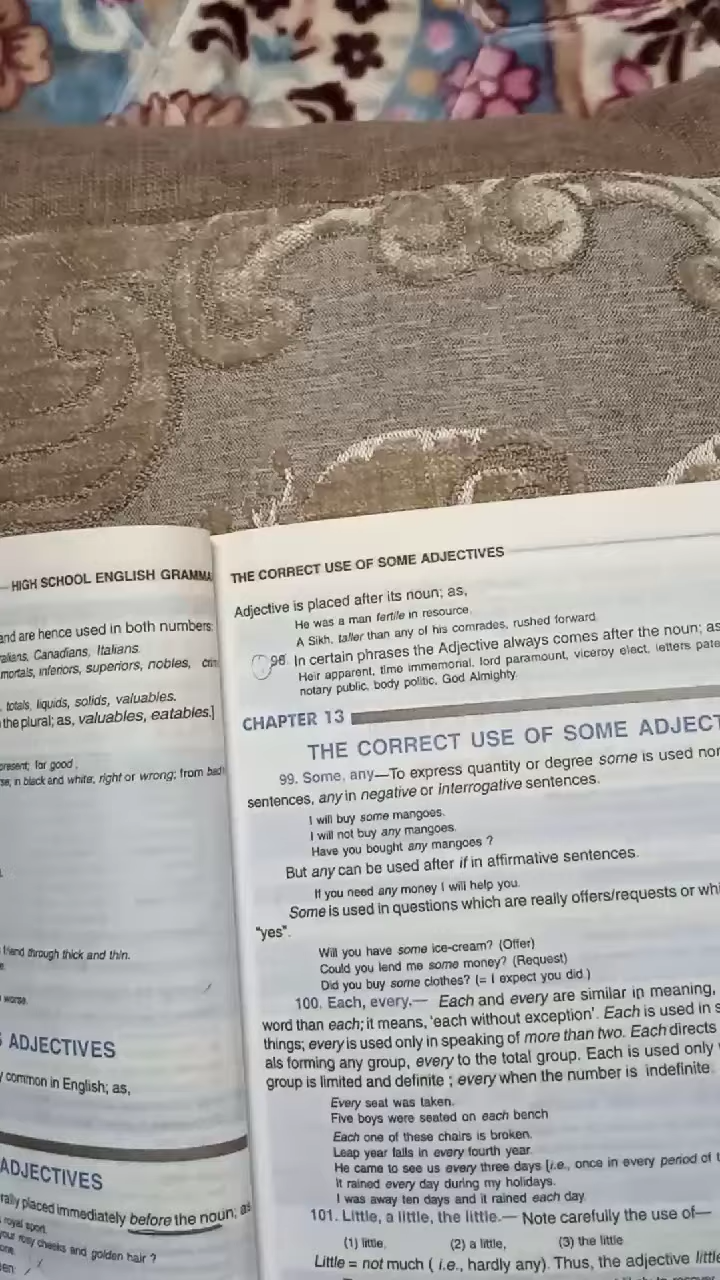 HIGH SCHOOL ENGLISH GRAMMA
and are hence used in both numbers:
Canadians, Italians.
mortals, inferiors, superiors, nobles,
totals, liquids, solids, valuables.
the plural; as, valuables, eatables.]
present; for good,
in black and white, right or wrong; from bad
friend through thick and thin.
worse.
ADJECTIVES
common in English; as,
ADJECTIVES
placed immediately before the noun; as
royal sport.
your rosy cheeks and golden hair ?
THE CORRECT USE OF SOME ADJECTIVES
Adjective is placed after its noun; as,
He was a man fertile in resource.
A Sikh, taller than any of his comrades, rushed forward.
98. In certain phrases the Adjective always comes after the noun; as
Heir apparent, time immemorial, lord paramount, viceroy elect, letters
notary public, body politic, God Almighty.
CHAPTER 13
THE CORRECT USE OF SOME
99. Some, any—To express quantity or degree some is used
sentences, any in negative or interrogative sentences.
I will buy some mangoes.
I will not buy any mangoes.
Have you bought any mangoes ?
But any can be used after if in affirmative sentences.
If you need any money I will help you.
Some is used in questions which are really offers/requests or
"yes".
Will you have some ice-cream? (Offer)
Could you lend me some money? (Request)
Did you buy some clothes? (= I expect you did.)
100. Each, every.— Each and every are similar in meaning,
word than each; it means, 'each without exception'. Each is used in
things; every is used only in speaking of more than two. Each directs
als forming any group, every to the total group. Each is used only
group is limited and definite ; every when the number is indefinite.
Every seat was taken.
Five boys were seated on each bench
Each one of these chairs is broken.
Leap year falls in every fourth year.
He came to see us every three days [i.e., once in every period of
It rained every day during my holidays.
I was away ten days and it rained each day.
101. Little, a little, the little.— Note carefully the use of—
(1) little, (2) a little, (3) the little
Little = not much ( i.e., hardly any). Thus, the adjective